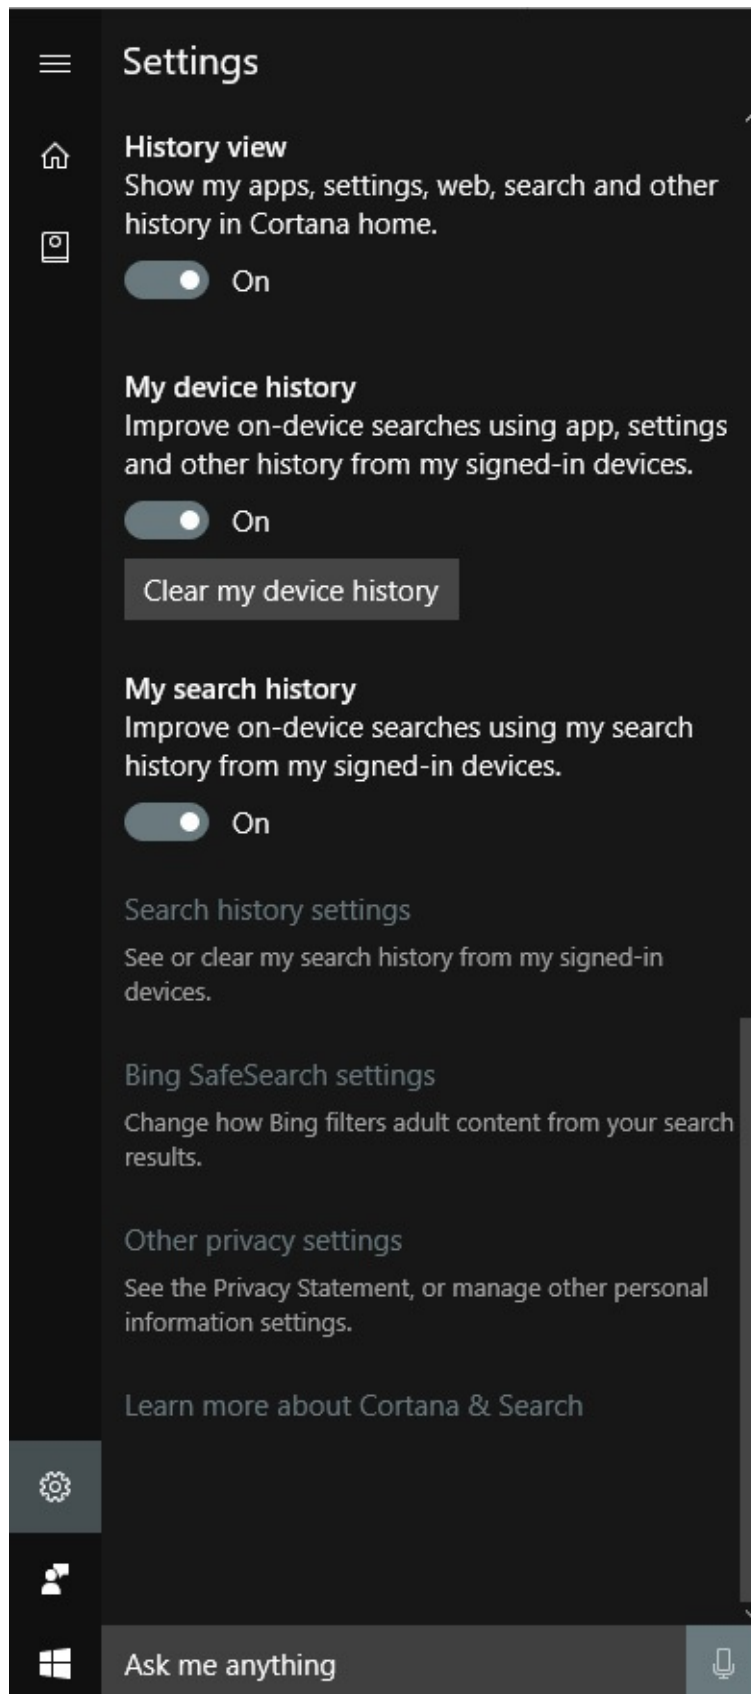 Settings
History view
Show my apps, settings, web, search and other
history in Cortana home.
On
My device history
Improve on-device searches using app, settings
and other history from my signed-in devices.
On
Clear my device history
My search history
Improve on-device searches using my search
history from my signed-in devices.
On
Search history settings
See or clear my search history from my signed-in
devices.
Bing SafeSearch settings
Change how Bing filters adult content from your search
results.
Other privacy settings
See the Privacy Statement, or manage other personal
information settings.
Learn more about Cortana & Search
Ask me anything